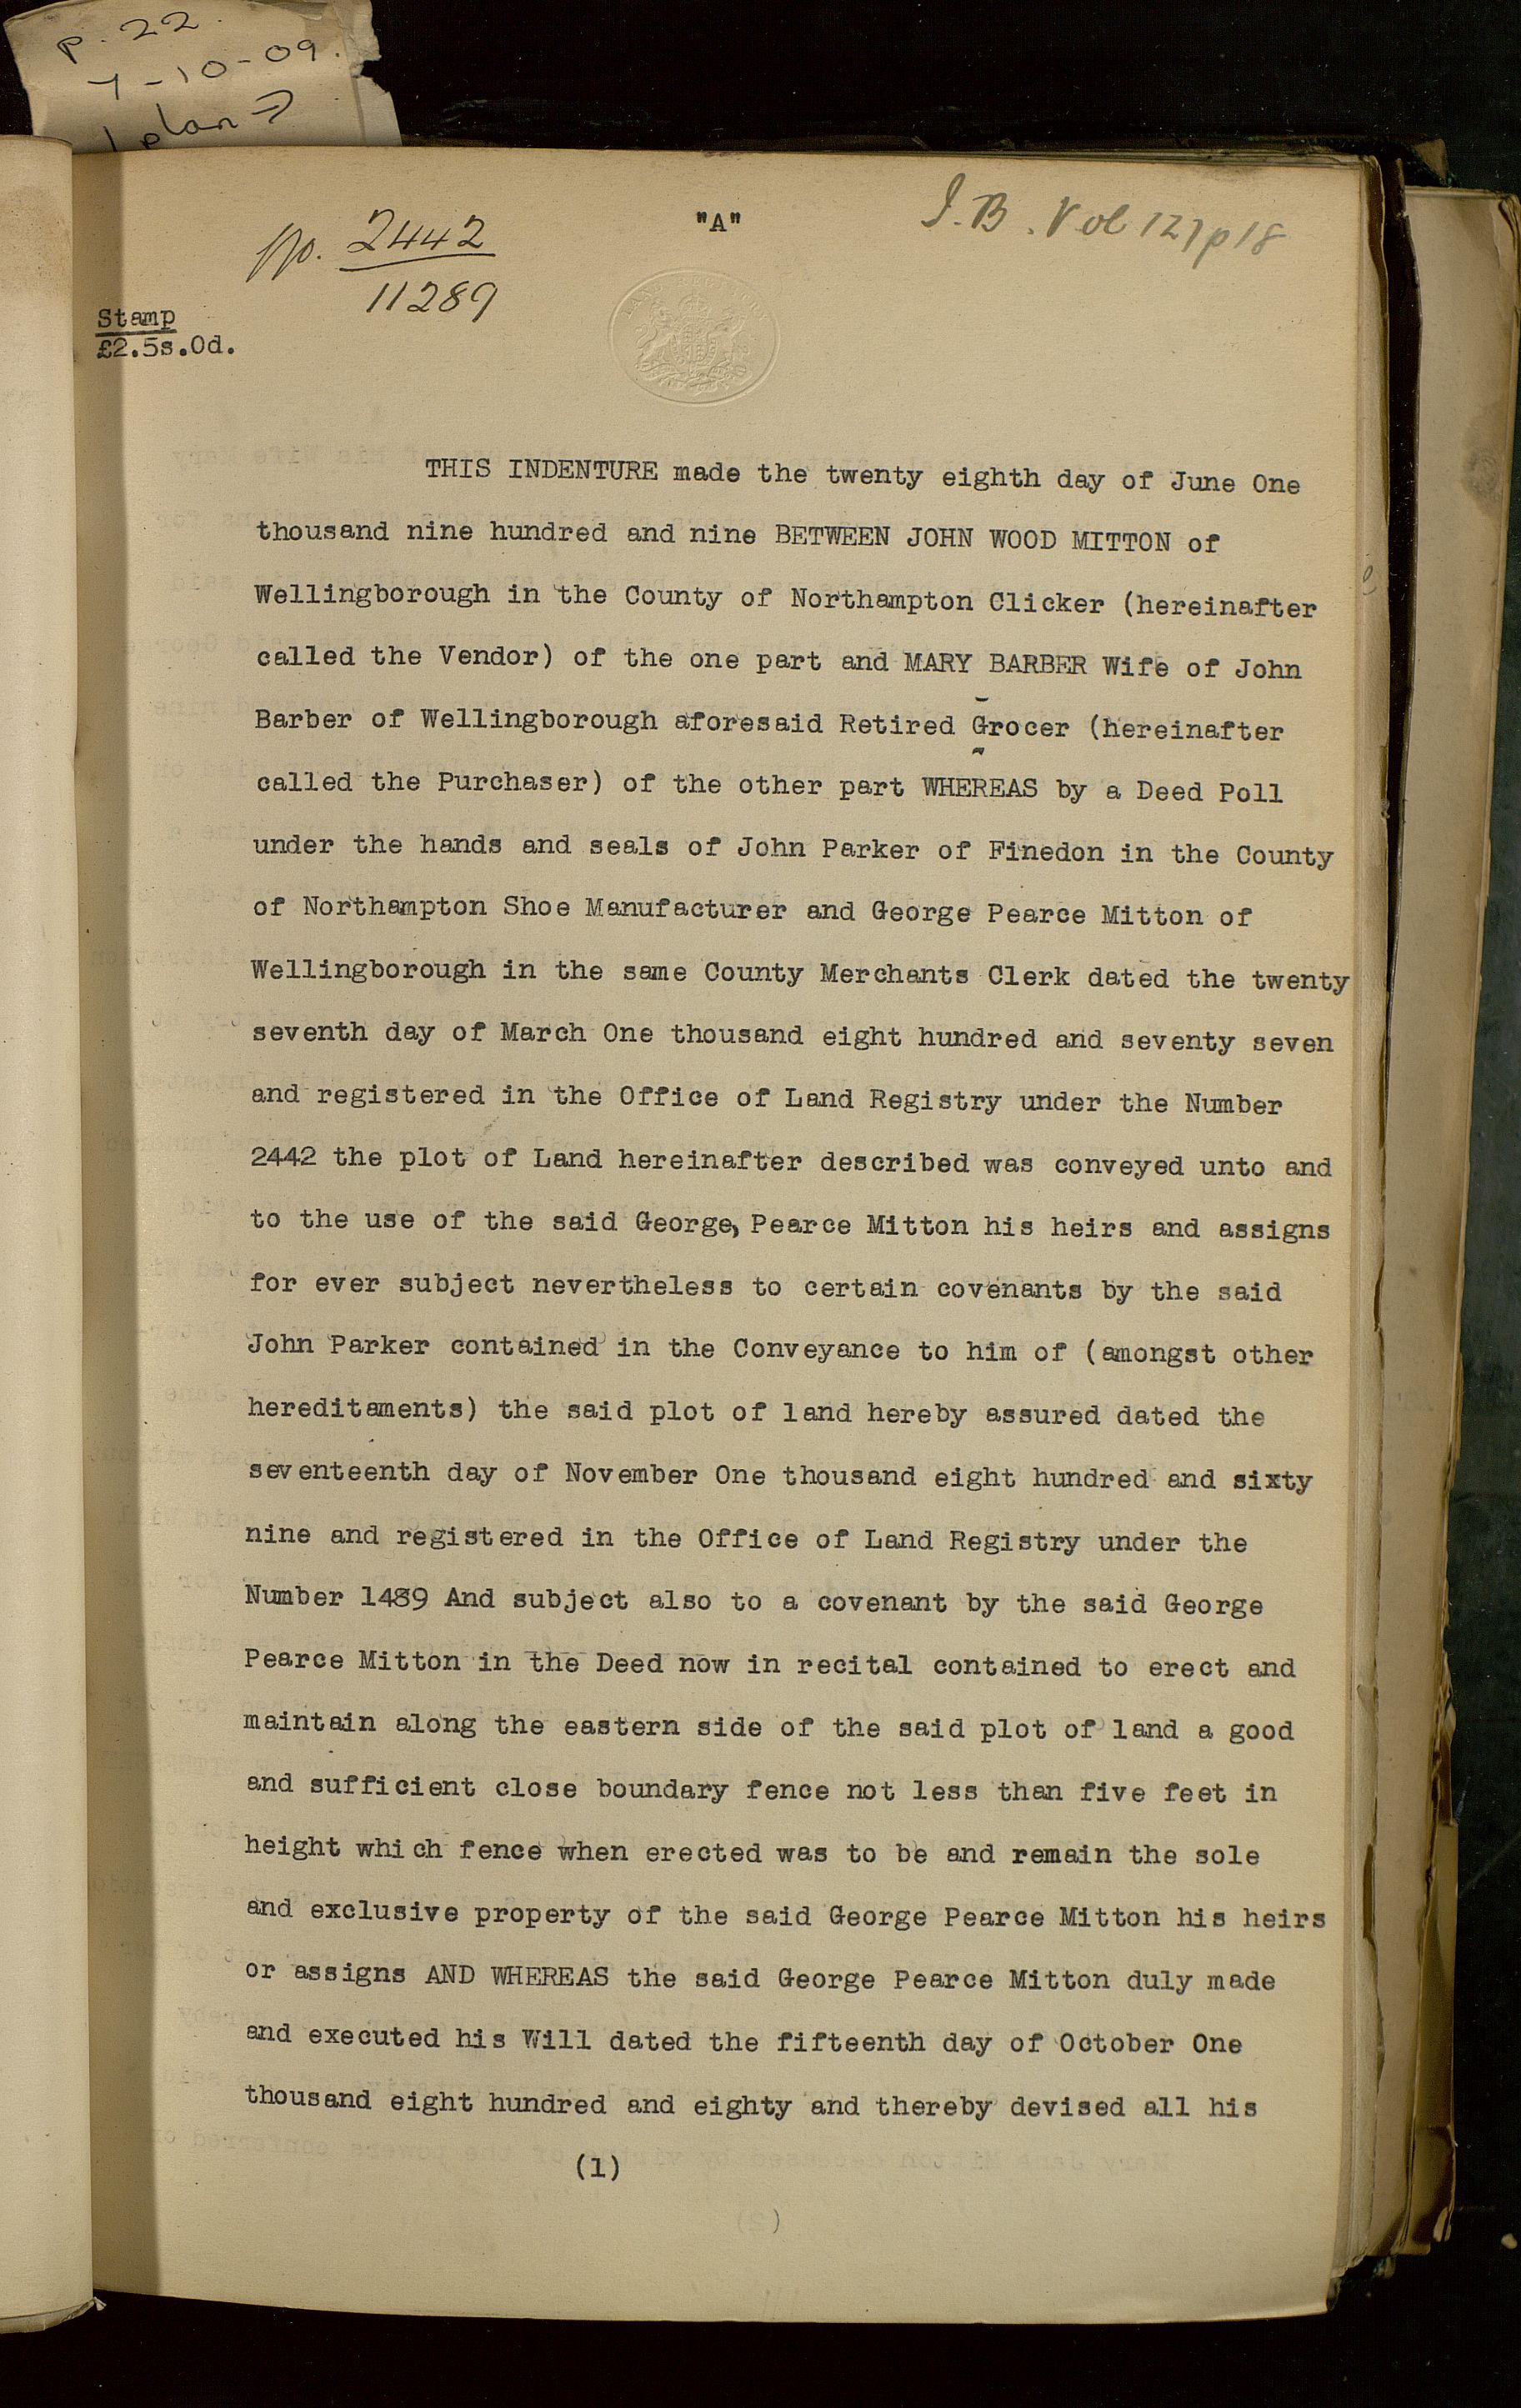 p. 22.
7-10-09.
1 plan →
No. 2442
11289
"A"
I.B. Vol 127 p 18
Stamp
£2.5s.0d.
THIS INDENTURE made the twenty eighth day of June One
thousand nine hundred and nine BETWEEN JOHN WOOD MITTON of
Wellingborough in the County of Northampton Clicker (hereinafter
called the Vendor) of the one part and MARY BARBER Wife of John
Barber of Wellingborough aforesaid Retired Grocer (hereinafter
called the Purchaser) of the other part WHEREAS by a Deed Poll
under the hands and seals of John Parker of Finedon in the County
of Northampton Shoe Manufacturer and George Pearce Mitton of
Wellingborough in the same County Merchants Clerk dated the twenty
seventh day of March One thousand eight hundred and seventy seven
and registered in the Office of Land Registry under the Number
2442 the plot of Land hereinafter described was conveyed unto and
to the use of the said George, Pearce Mitton his heirs and assigns
for ever subject nevertheless to certain covenants by the said
John Parker contained in the Conveyance to him of (amongst other
hereditaments) the said plot of land hereby assured dated the
seventeenth day of November One thousand eight hundred and sixty
nine and registered in the Office of Land Registry under the
Number 1489 And subject also to a covenant by the said George
Pearce Mitton in the Deed now in recital contained to erect and
maintain along the eastern side of the said plot of land a good
and sufficient close boundary fence not less than five feet in
height which fence when erected was to be and remain the sole
and exclusive property of the said George Pearce Mitton his heirs
or assigns AND WHEREAS the said George Pearce Mitton duly made
and executed his Will dated the fifteenth day of October One
thousand eight hundred and eighty and thereby devised all his
(1)